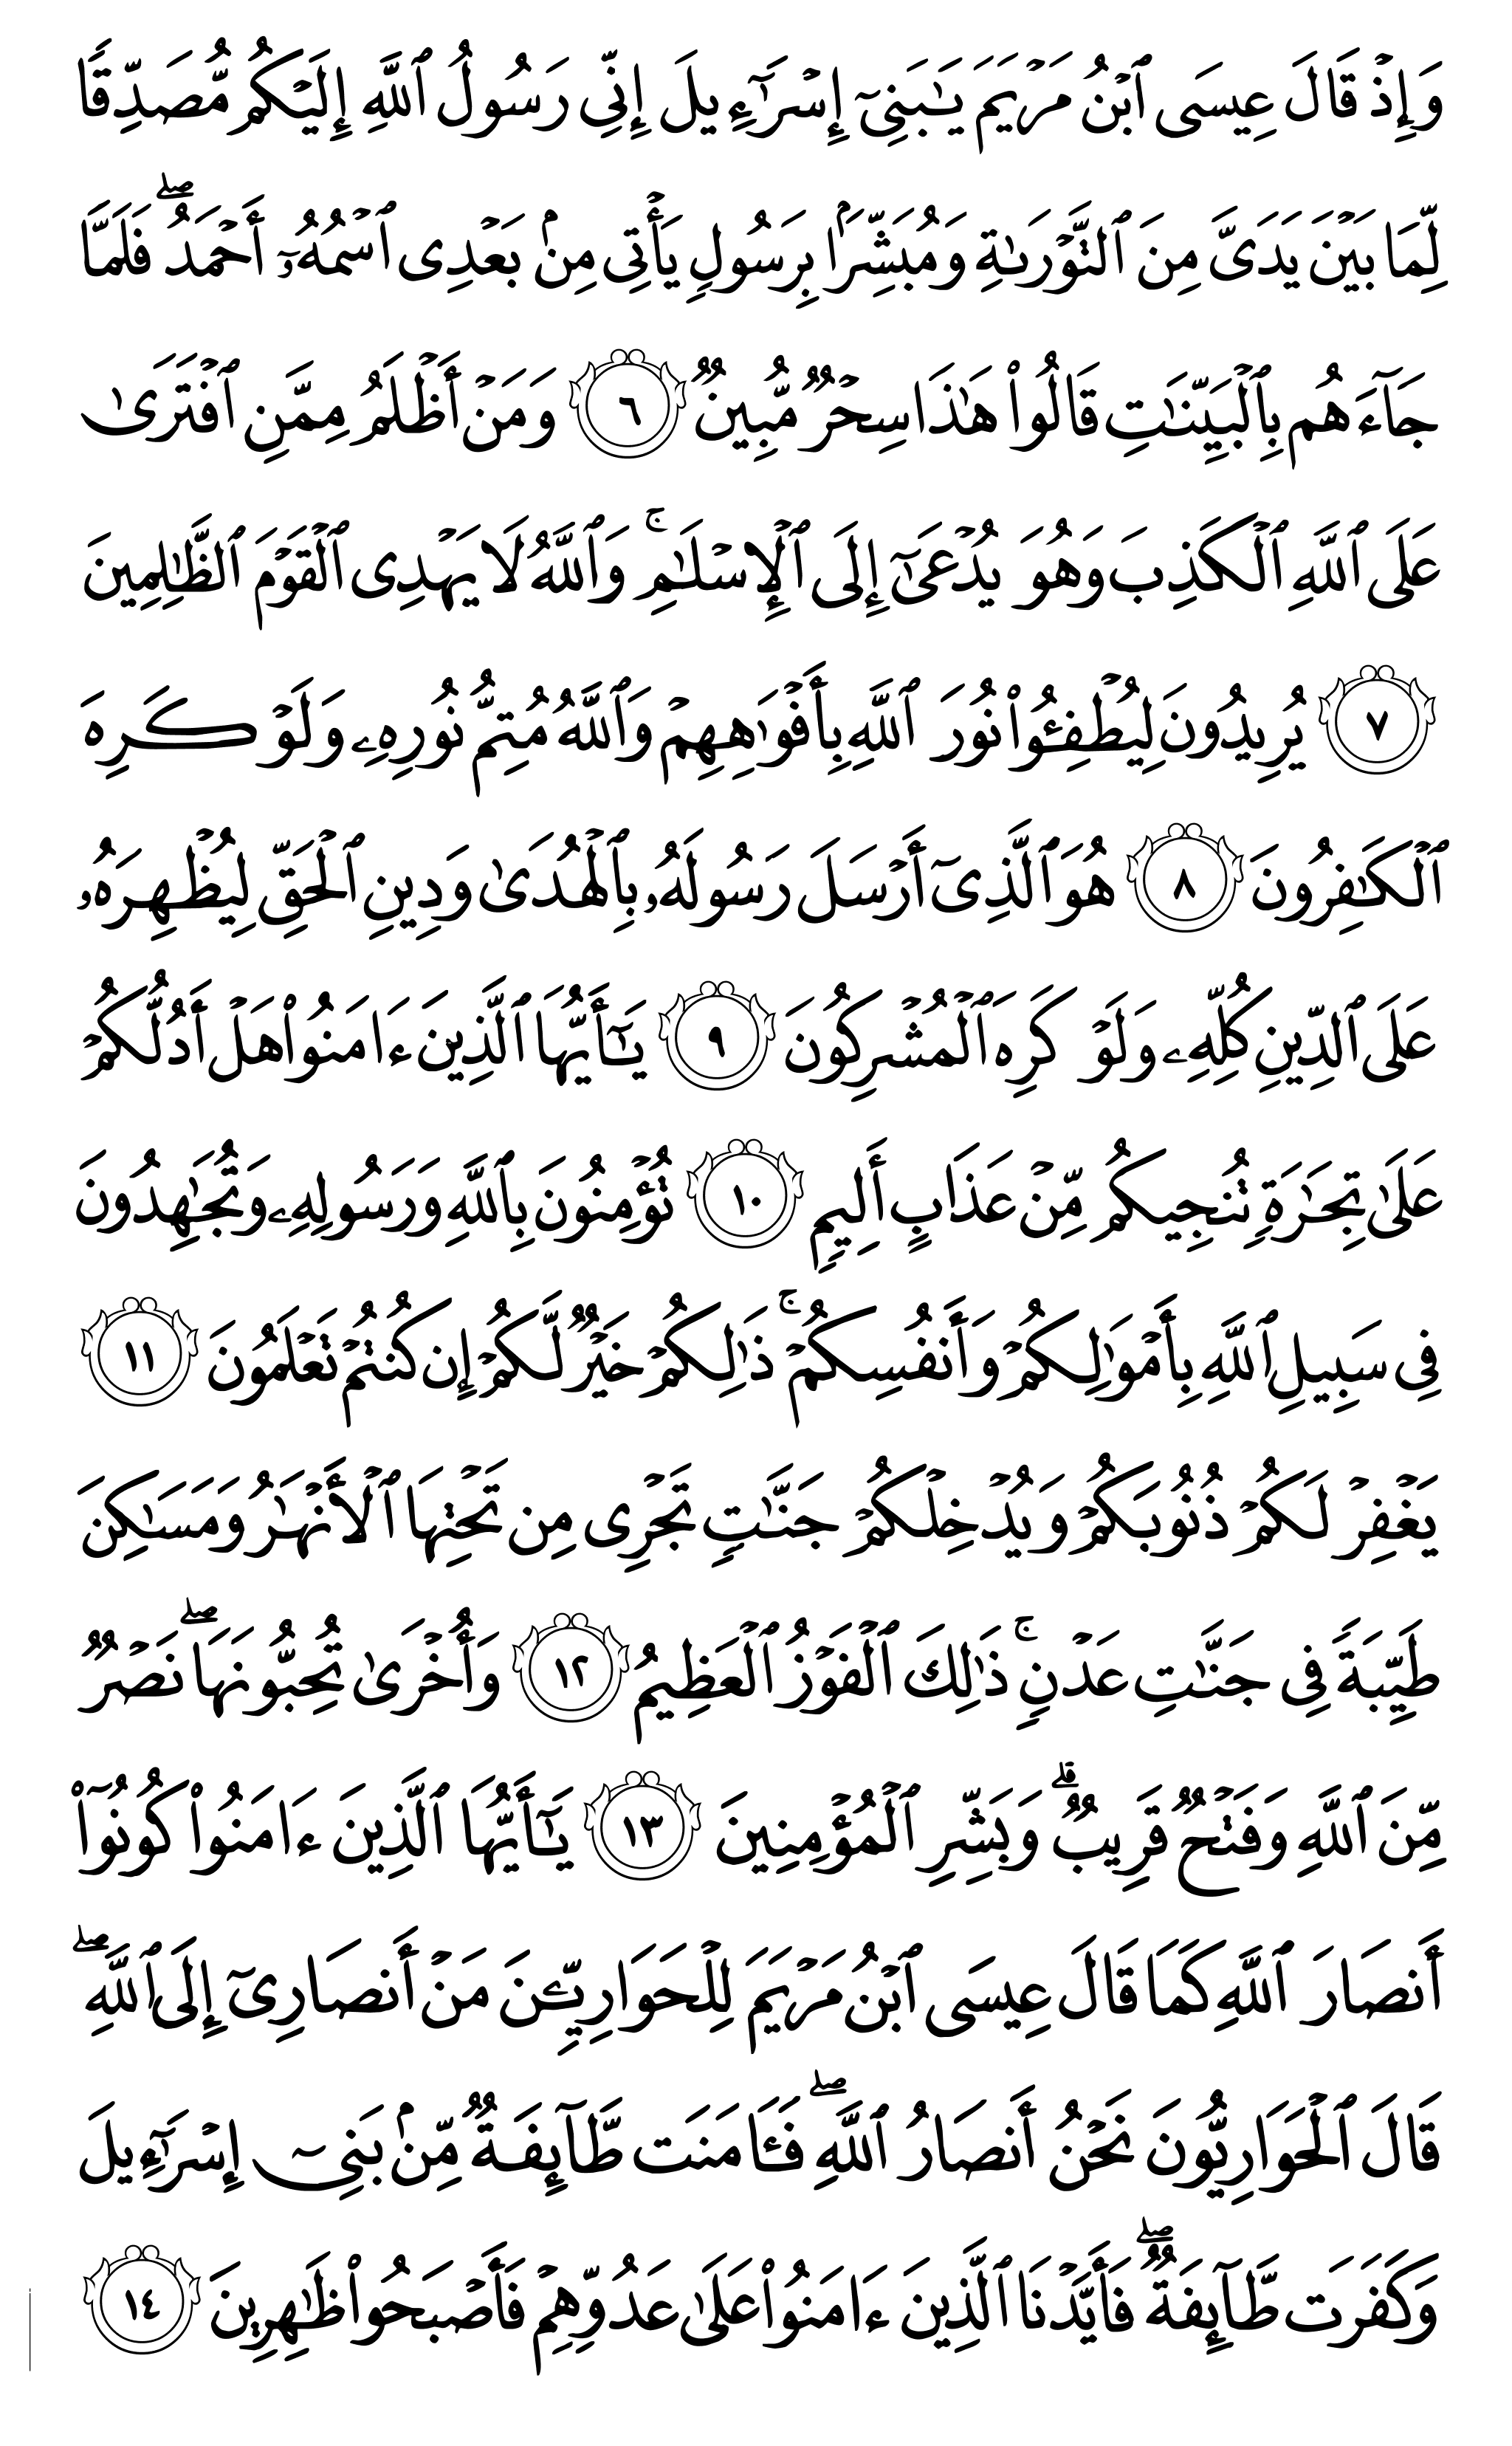 وَإِذۡ قَالَ عِيسَى ٱبۡنُ مَرۡيَمَ يَٰبَنِيٓ إِسۡرَٰٓءِيلَ إِنِّي رَسُولُ ٱللَّهِ إِلَيۡكُم مُّصَدِّقٗا
لِّمَا بَيۡنَ يَدَيَّ مِنَ ٱلتَّوۡرَىٰةِ وَمُبَشِّرَۢا بِرَسُولٖ يَأۡتِي مِنۢ بَعۡدِي ٱسۡمُهُۥٓ أَحۡمَدُۖ فَلَمَّا
جَآءَهُم بِٱلۡبَيِّنَٰتِ قَالُواْ هَٰذَا سِحۡرٞ مُّبِينٞ ٦ وَمَنۡ أَظۡلَمُ مِمَّنِ ٱفۡتَرَىٰ
عَلَى ٱللَّهِ ٱلۡكَذِبَ وَهُوَ يُدۡعَىٰٓ إِلَى ٱلۡإِسۡلَٰمِۚ وَٱللَّهُ لَا يَهۡدِي ٱلۡقَوۡمَ ٱلظَّٰلِمِينَ
٧ يُرِيدُونَ لِيُطۡفِـُٔواْ نُورَ ٱللَّهِ بِأَفۡوَٰهِهِمۡ وَٱللَّهُ مُتِمُّ نُورِهِۦ وَلَوۡ كَرِهَ
ٱلۡكَٰفِرُونَ ٨ هُوَ ٱلَّذِيٓ أَرۡسَلَ رَسُولَهُۥ بِٱلۡهُدَىٰ وَدِينِ ٱلۡحَقِّ لِيُظۡهِرَهُۥ
عَلَى ٱلدِّينِ كُلِّهِۦ وَلَوۡ كَرِهَ ٱلۡمُشۡرِكُونَ ٩ يَٰٓأَيُّهَا ٱلَّذِينَ ءَامَنُواْ هَلۡ أَدُلُّكُمۡ
عَلَىٰ تِجَٰرَةٖ تُنجِيكُم مِّنۡ عَذَابٍ أَلِيمٖ ١٠ تُؤۡمِنُونَ بِٱللَّهِ وَرَسُولِهِۦ وَتُجَٰهِدُونَ
فِي سَبِيلِ ٱللَّهِ بِأَمۡوَٰلِكُمۡ وَأَنفُسِكُمۡۚ ذَٰلِكُمۡ خَيۡرٞ لَّكُمۡ إِن كُنتُمۡ تَعۡلَمُونَ ١١
يَغۡفِرۡ لَكُمۡ ذُنُوبَكُمۡ وَيُدۡخِلۡكُمۡ جَنَّٰتٖ تَجۡرِي مِن تَحۡتِهَا ٱلۡأَنۡهَٰرُ وَمَسَٰكِنَ
طَيِّبَةٗ فِي جَنَّٰتِ عَدۡنٖۚ ذَٰلِكَ ٱلۡفَوۡزُ ٱلۡعَظِيمُ ١٢ وَأُخۡرَىٰ تُحِبُّونَهَاۖ نَصۡرٞ
مِّنَ ٱللَّهِ وَفَتۡحٞ قَرِيبٞۗ وَبَشِّرِ ٱلۡمُؤۡمِنِينَ ١٣ يَٰٓأَيُّهَا ٱلَّذِينَ ءَامَنُواْ كُونُوٓاْ
أَنصَارَ ٱللَّهِ كَمَا قَالَ عِيسَى ٱبۡنُ مَرۡيَمَ لِلۡحَوَارِيِّـۧنَ مَنۡ أَنصَارِيٓ إِلَى ٱللَّهِۖ
قَالَ ٱلۡحَوَارِيُّونَ نَحۡنُ أَنصَارُ ٱللَّهِۖ فَـَٔامَنَت طَّآئِفَةٞ مِّنۢ بَنِيٓ إِسۡرَٰٓءِيلَ
وَكَفَرَت طَّآئِفَةٞۖ فَأَيَّدۡنَا ٱلَّذِينَ ءَامَنُواْ عَلَىٰ عَدُوِّهِمۡ فَأَصۡبَحُواْ ظَٰهِرِينَ ١٤